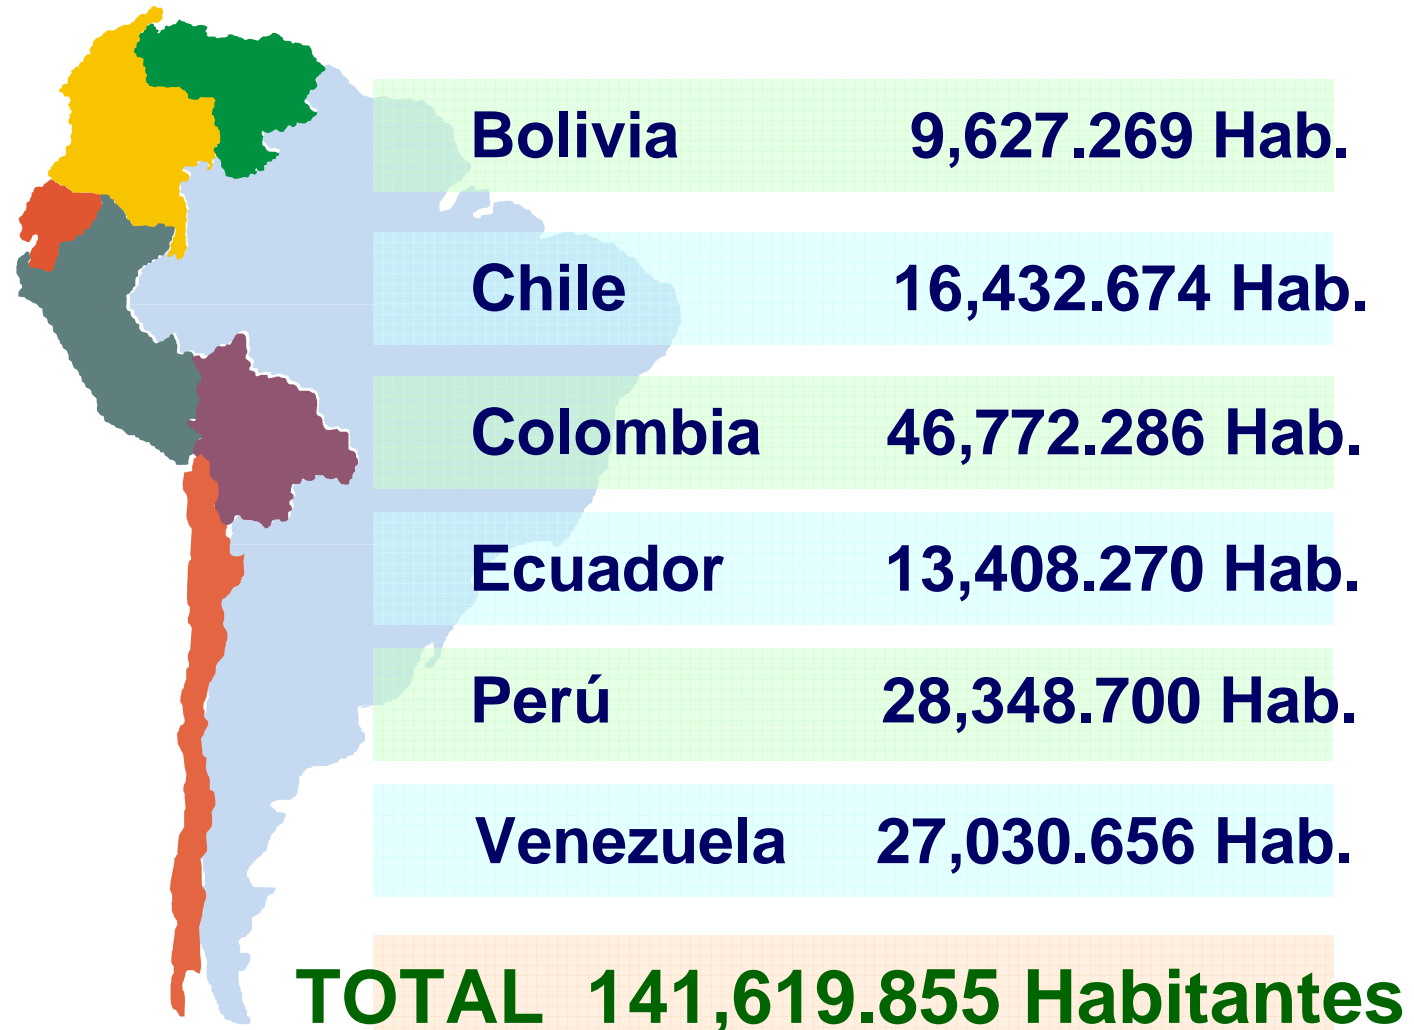 Bolivia 9,627.269 Hab.
Chile 16,432.674 Hab.
Colombia 46,772.286 Hab.
Ecuador 13,408.270 Hab.
Perú 28,348.700 Hab.
Venezuela 27,030.656 Hab.
TOTAL 141,619.855 Habitantes